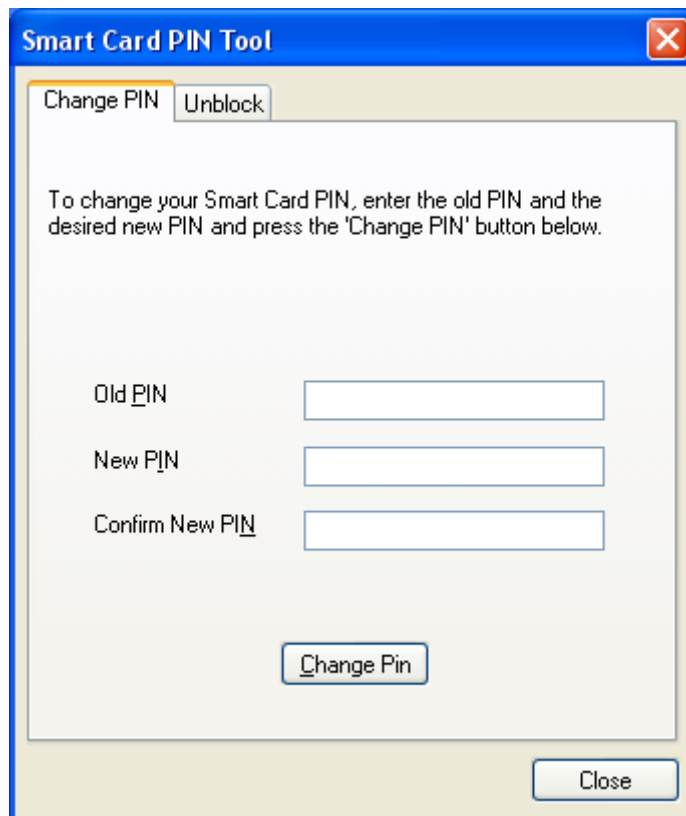 Smart Card PIN Tool
Change PIN
Unblock
To change your Smart Card PIN, enter the old PIN and the
desired new PIN and press the 'Change PIN' button below.
Old PIN
New PIN
Confirm New PIN
Change Pin
Close